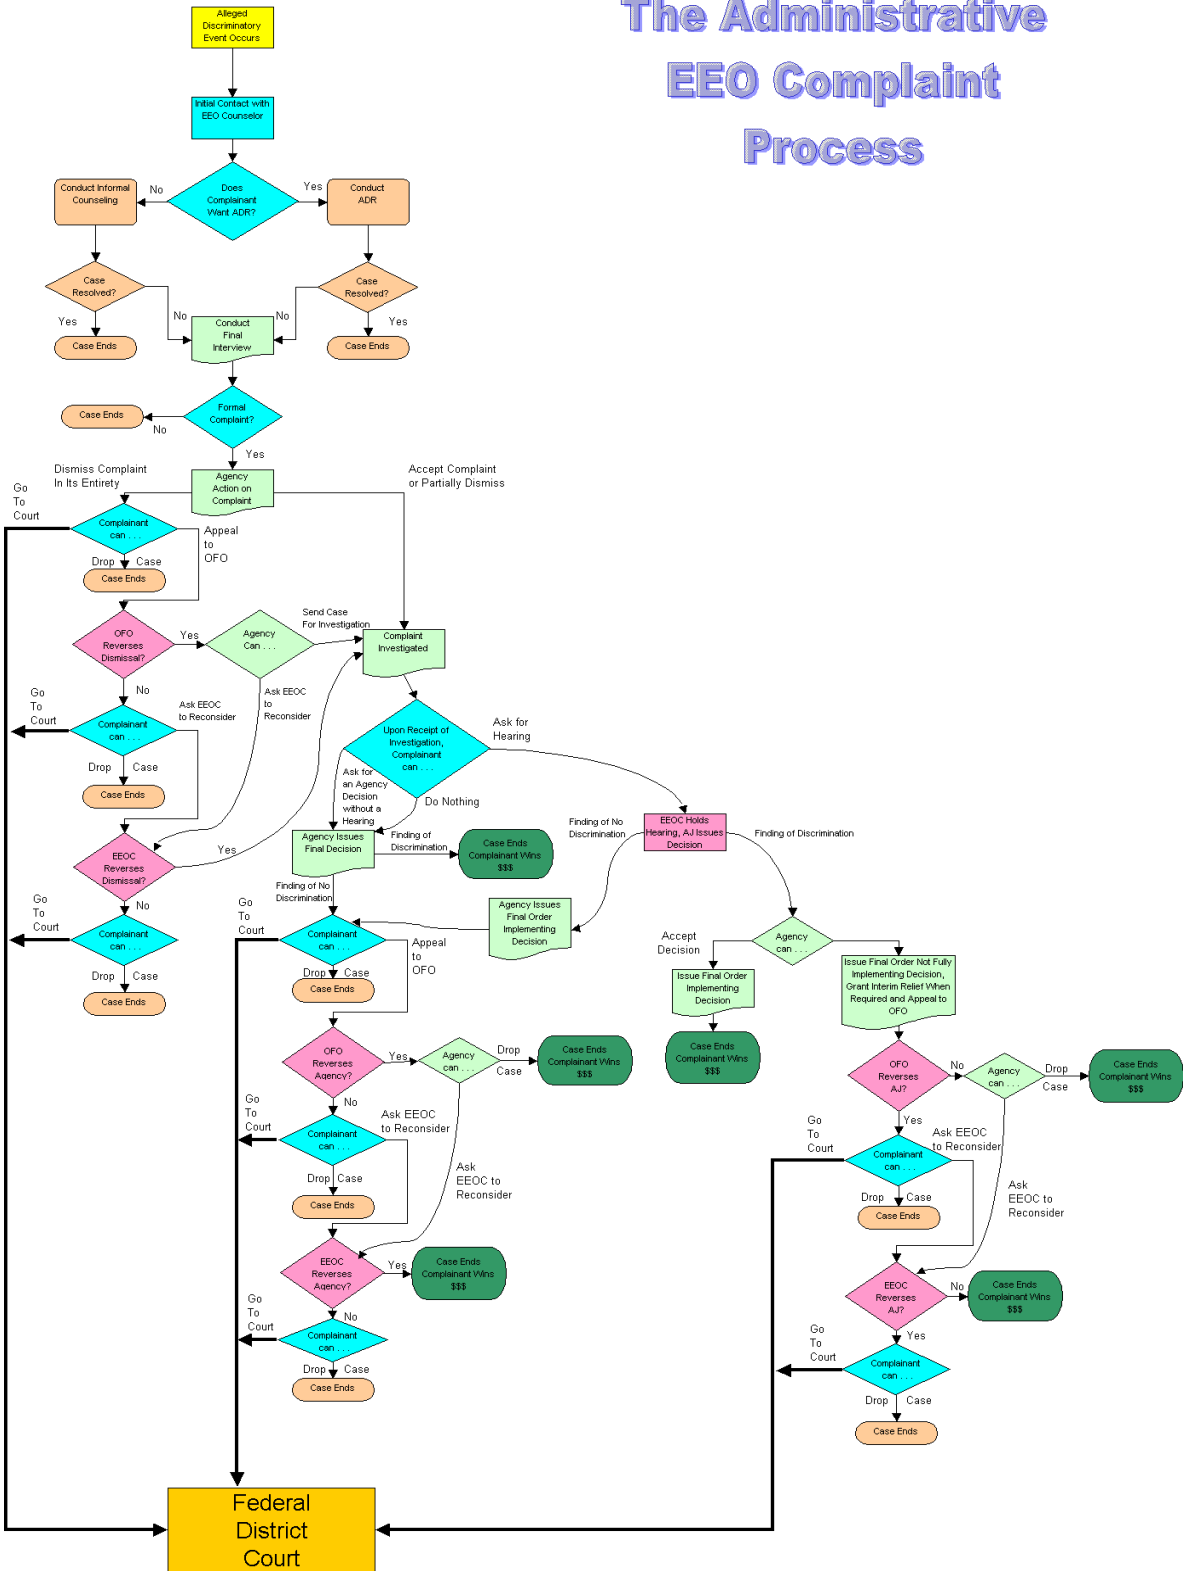 The Administrative
EEO Complaint
Process
Alleged
Discriminatory
Event Occurs
Initial Contact with
EEO Counselor
Does
Complainant
Want ADR?
No
Yes
Conduct Informal
Counseling
Conduct
ADR
Case
Resolved?
Case
Resolved?
Yes
No
No
Yes
Case Ends
Conduct
Final
Interview
Case Ends
Formal
Complaint?
No
Case Ends
Yes
Agency
Action on
Complaint
Dismiss Complaint
In Its Entirety
Accept Complaint
or Partially Dismiss
Go
To
Court
Complainant
can . . .
Appeal
to
OFO
Drop
Case
Case Ends
OFO
Reverses
Dismissal?
Yes
Agency
Can . . .
Send Case
For Investigation
Complaint
Investigated
No
Ask EEOC
to Reconsider
Ask EEOC
to
Reconsider
Go
To
Court
Complainant
can . . .
Drop
Case
Case Ends
Upon Receipt of
Investigation,
Complainant
can . . .
Ask for
Hearing
Ask for
an Agency
Decision
without a
Hearing
Do Nothing
EEOC
Reverses
Dismissal?
Yes
No
Go
To
Court
Complainant
can . . .
Drop
Case
Case Ends
Agency Issues
Final Decision
Finding of
Discrimination
Case Ends
Complainant Wins
$$$
Finding of No
Discrimination
EEOC Holds
Hearing, AJ Issues
Decision
Finding of No
Discrimination
Finding of Discrimination
Agency Issues
Final Order
Implementing
Decision
Go
To
Court
Complainant
can . . .
Appeal
to
OFO
Drop
Case
Case Ends
Agency
can . . .
Accept
Decision
Issue Final Order
Implementing
Decision
Case Ends
Complainant Wins
$$$
Issue Final Order Not Fully
Implementing Decision,
Grant Interim Relief When
Required and Appeal to
OFO
OFO
Reverses
Agency?
Yes
Agency
can . . .
Drop
Case
Case Ends
Complainant Wins
$$$
No
Go
To
Court
Complainant
can . . .
Ask EEOC
to Reconsider
Ask
EEOC to
Reconsider
Drop
Case
Case Ends
EEOC
Reverses
Agency?
Yes
Case Ends
Complainant Wins
$$$
No
Go
To
Court
Complainant
can . . .
Drop
Case
Case Ends
OFO
Reverses
AJ?
No
Agency
can . . .
Drop
Case
Case Ends
Complainant Wins
$$$
Yes
Go
To
Court
Complainant
can . . .
Ask EEOC
to Reconsider
Ask
EEOC to
Reconsider
Drop
Case
Case Ends
EEOC
Reverses
AJ?
No
Case Ends
Complainant Wins
$$$
Yes
Go
To
Court
Complainant
can . . .
Drop
Case
Case Ends
Federal
District
Court